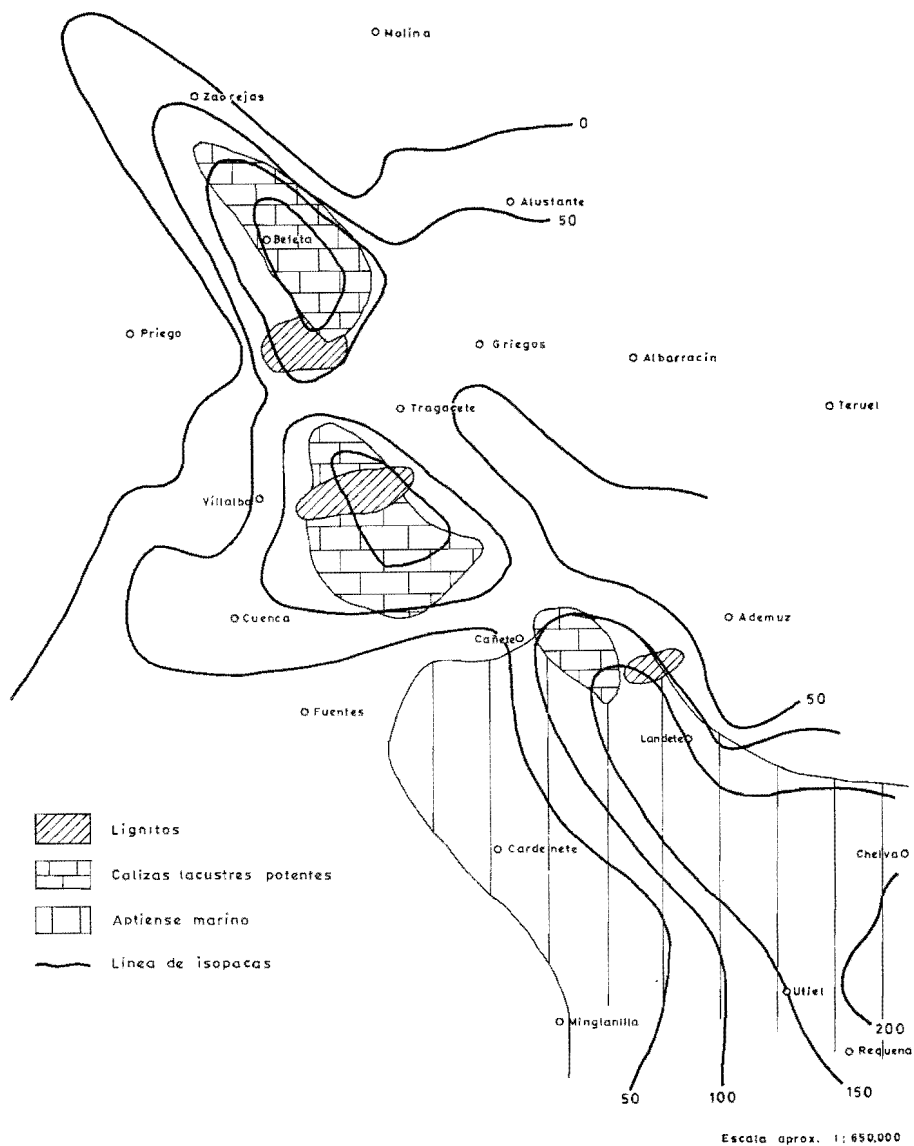 Molina
Zaorejas
0
Alustante
50
Beteta
Priego
Griegos
Albarracín
Tragacete
Teruel
Villalba
Cuenca
Ademuz
Cañete
Fuentes
50
Landete
Lignitos
Cardenete
Chelva
Calizas lacustres potentes
Aptiense marino
Línea de isopacas
Utiel
Minglanilla
200
Requena
50
100
150
Escala aprox. 1:650,000